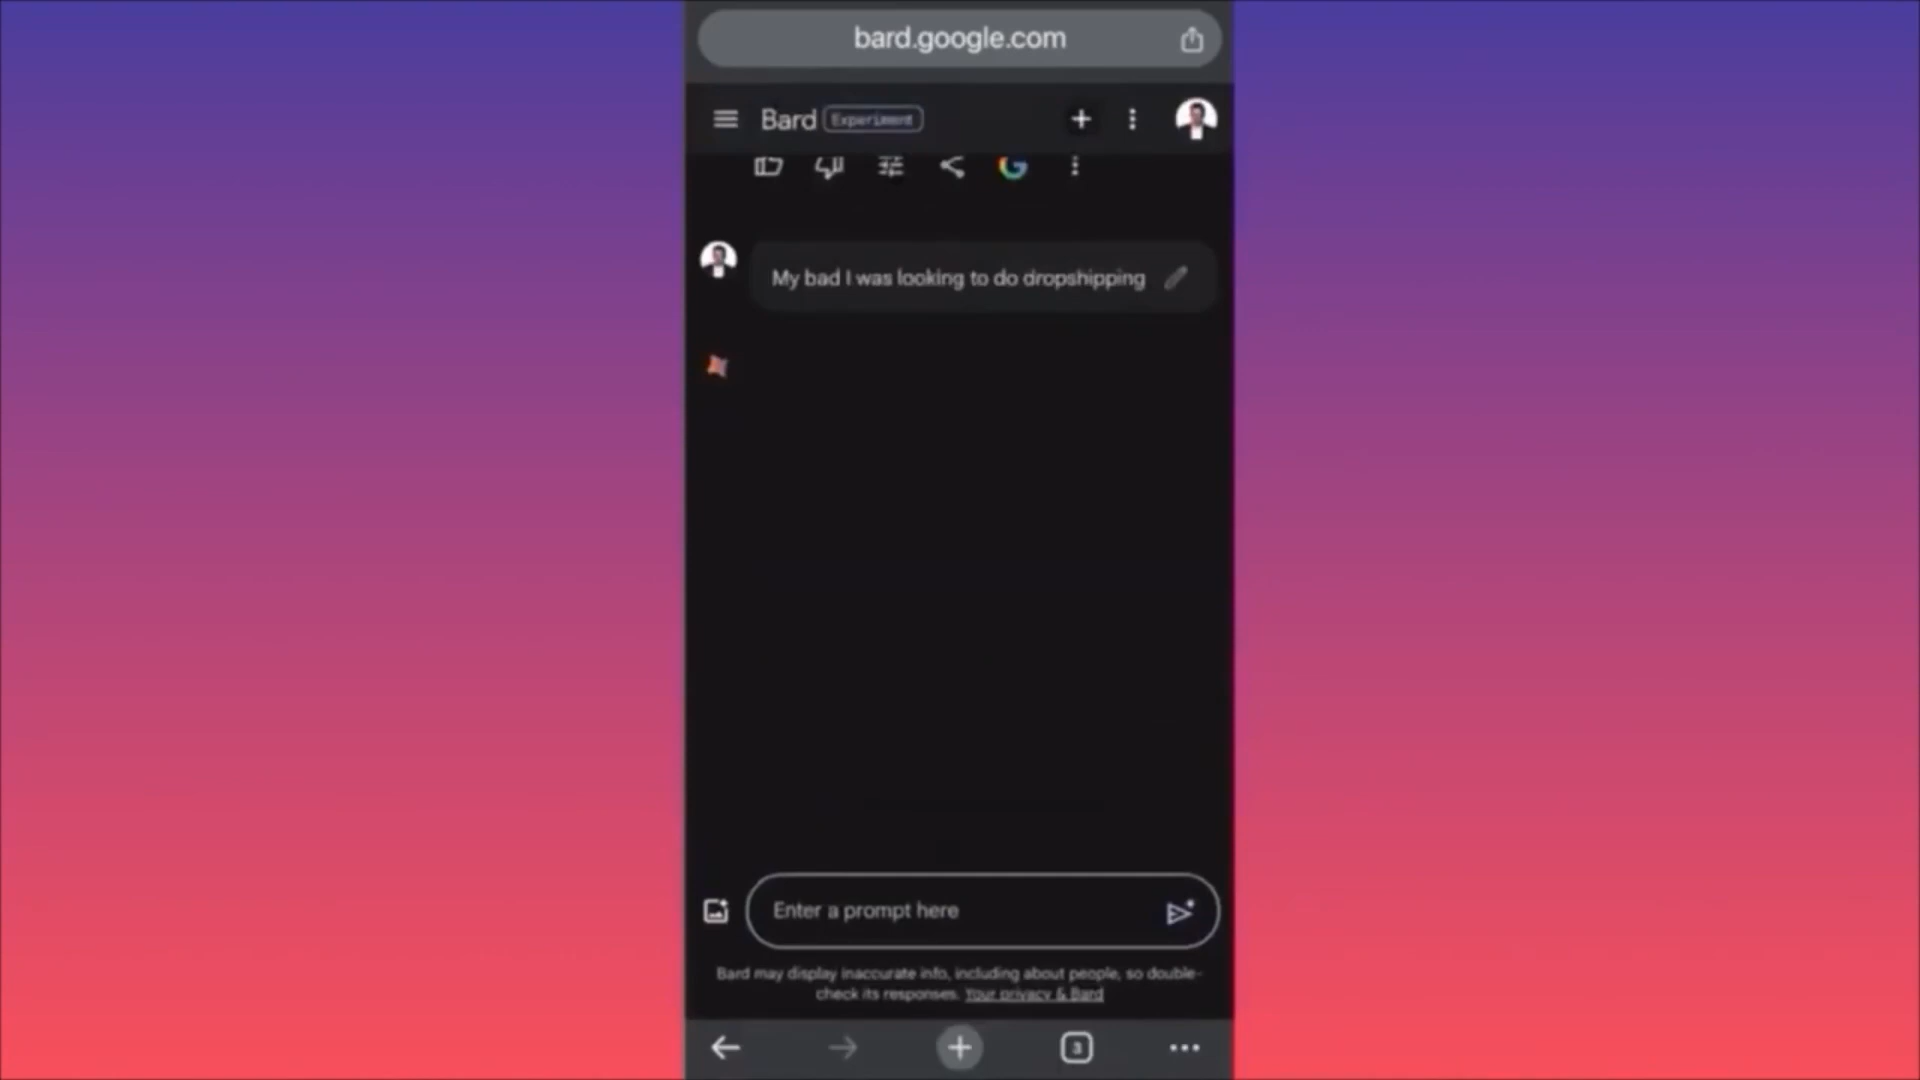 bard.google.com
Bard Experiment
My bad I was looking to do dropshipping
Enter a prompt here
Bard may display inaccurate info, including about people, so double-
check its responses. Your privacy & Bard
3